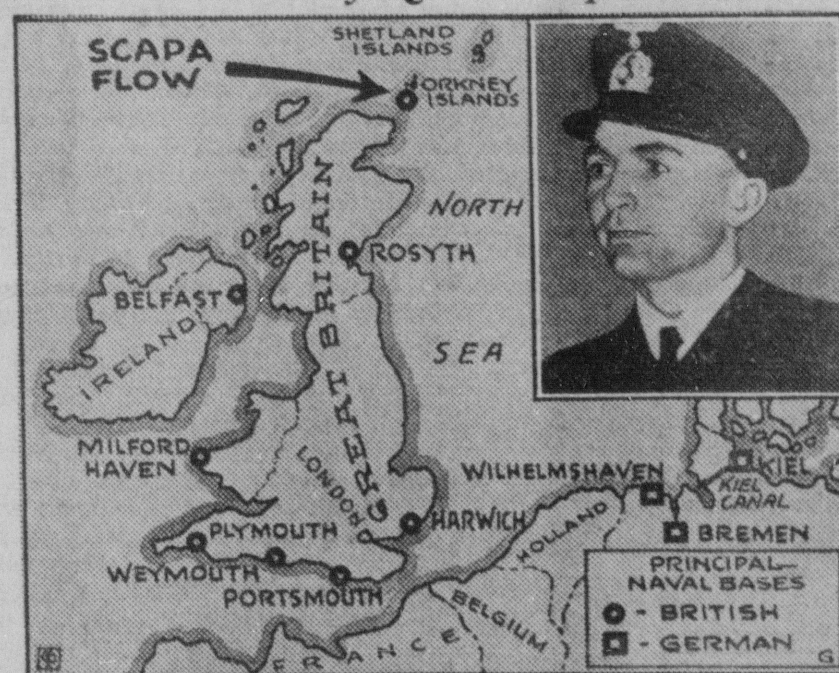 SCAPA
FLOW
SHETLAND
ISLANDS
ORKNEY
ISLANDS
NORTH
SEA
GREAT BRITAIN
ROSYTH
BELFAST
IRELAND
MILFORD
HAVEN
LONDON
HARWICH
PLYMOUTH
WEYMOUTH
PORTSMOUTH
WILHELMSHAVEN
KIEL
KIEL
CANAL
BREMEN
HOLLAND
BELGIUM
FRANCE
PRINCIPAL
NAVAL BASES
- BRITISH
- GERMAN
G